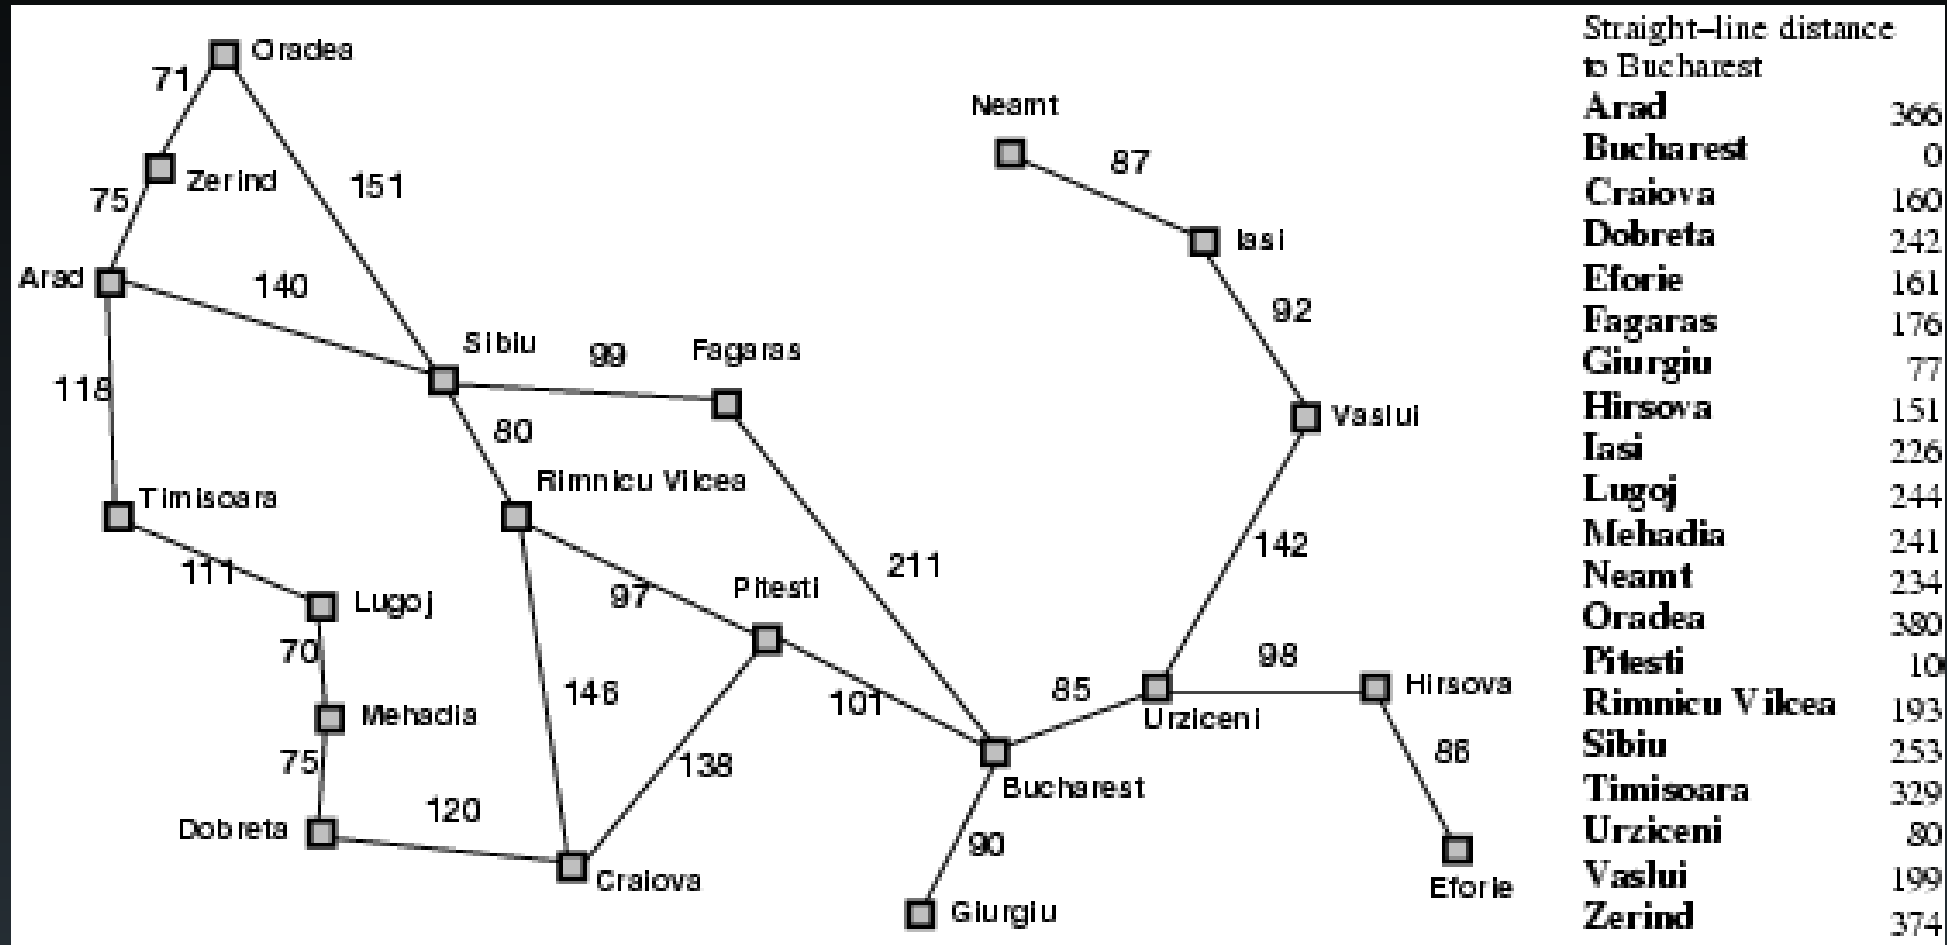 Oradea
71
Neamt
87
Zerind
151
75
Iasi
Arad
140
92
Sibiu
99
Fagaras
118
80
Vaslui
Rimnicu Vilcea
Timisoara
142
211
111
Pitesti
97
Lugoj
70
98
Hirsova
146
85
101
Mehadia
Urziceni
138
86
75
Bucharest
120
Dobreta
90
Craiova
Eforie
Giurgiu
Straight–line distance
to Bucharest
Arad 366
Bucharest 0
Craiova 160
Dobreta 242
Eforie 161
Fagaras 176
Giurgiu 77
Hirsova 151
Iasi 226
Lugoj 244
Mehadia 241
Neamt 234
Oradea 380
Pitesti 10
Rimnicu Vilcea 193
Sibiu 253
Timisoara 329
Urziceni 80
Vaslui 199
Zerind 374